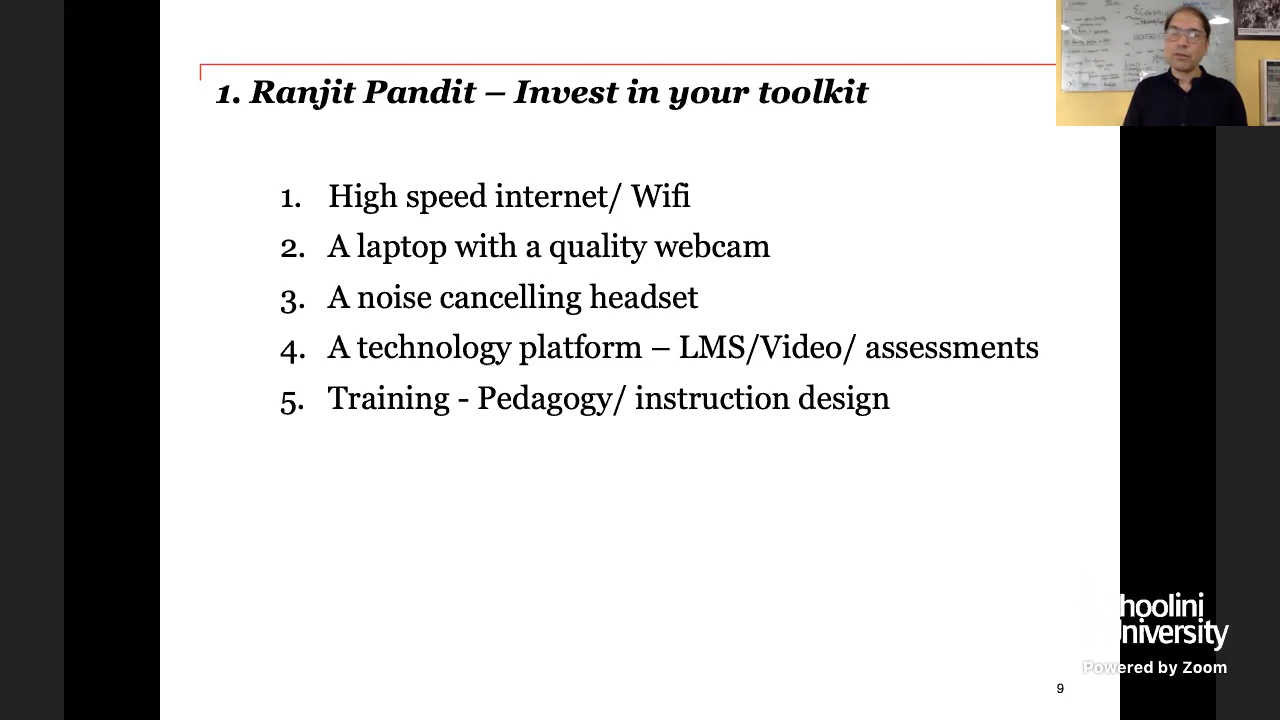 1. Ranjit Pandit – Invest in your toolkit
1. High speed internet/ Wifi
2. A laptop with a quality webcam
3. A noise cancelling headset
4. A technology platform – LMS/Video/ assessments
5. Training - Pedagogy/ instruction design
hoolini
niversity
Powered by Zoom
9